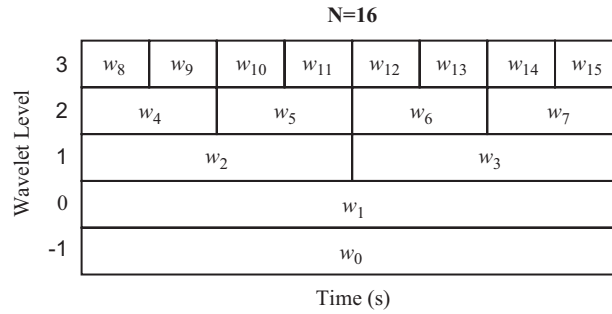 N=16
Wavelet Level
3 w₈ w₉ w₁₀ w₁₁ w₁₂ w₁₃ w₁₄ w₁₅
2 w₄ w₅ w₆ w₇
1 w₂ w₃
0 w₁
-1 w₀
Time (s)